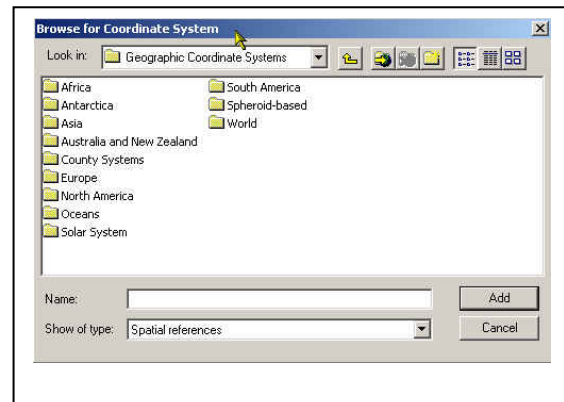 Browse for Coordinate System
Look in: Geographic Coordinate Systems
Africa
Antarctica
Asia
Australia and New Zealand
County Systems
Europe
North America
Oceans
Solar System
South America
Spheroid-based
World
Name:
Add
Show of type: Spatial references
Cancel